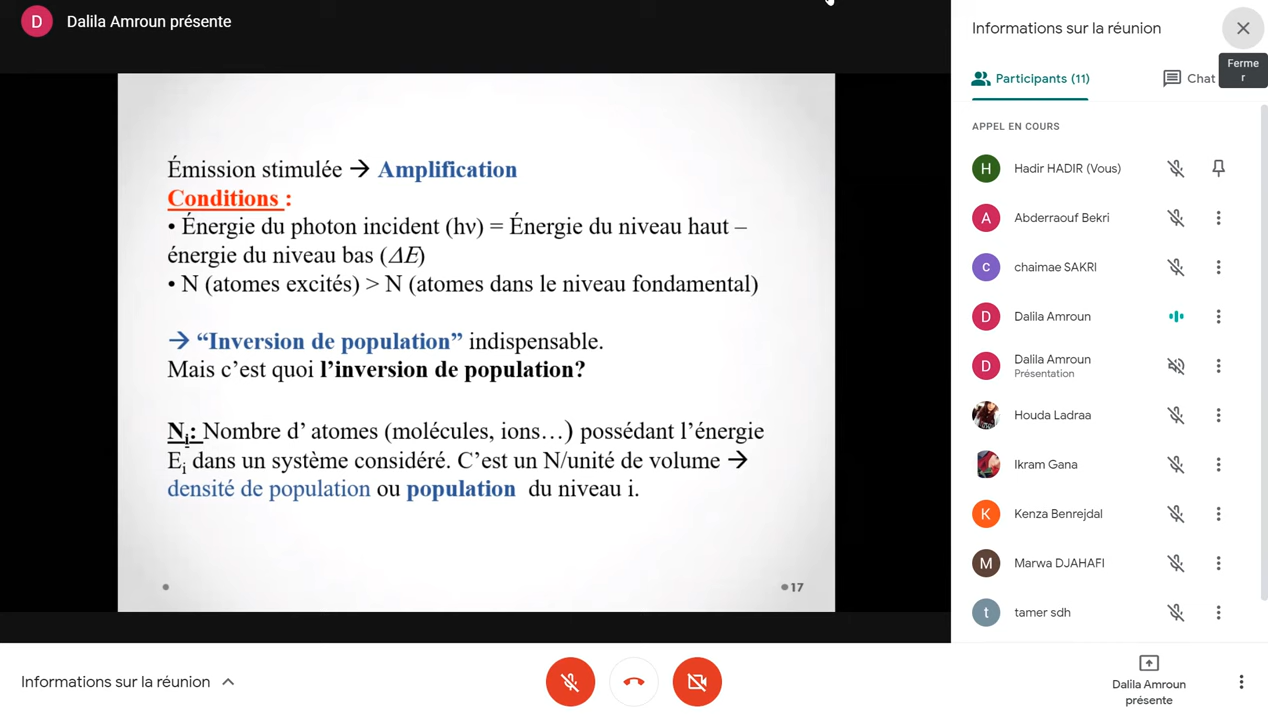 D Dalila Amroun présente
Émission stimulée → Amplification
Conditions :
• Énergie du photon incident (hν) = Énergie du niveau haut –
énergie du niveau bas (ΔE)
• N (atomes excités) > N (atomes dans le niveau fondamental)
→ “Inversion de population” indispensable.
Mais c’est quoi l’inversion de population?
Ni: Nombre d’ atomes (molécules, ions…) possédant l’énergie
Ei dans un système considéré. C’est un N/unité de volume →
densité de population ou population du niveau i.
17
Informations sur la réunion
Ferme
r
Participants (11)
Chat
APPEL EN COURS
H Hadir HADIR (Vous)
A Abderraouf Bekri
c chaimae SAKRI
D Dalila Amroun
D Dalila Amroun
Présentation
Houda Ladraa
Ikram Gana
K Kenza Benrejdal
M Marwa DJAHAFI
t tamer sdh
Informations sur la réunion
Dalila Amroun
présente